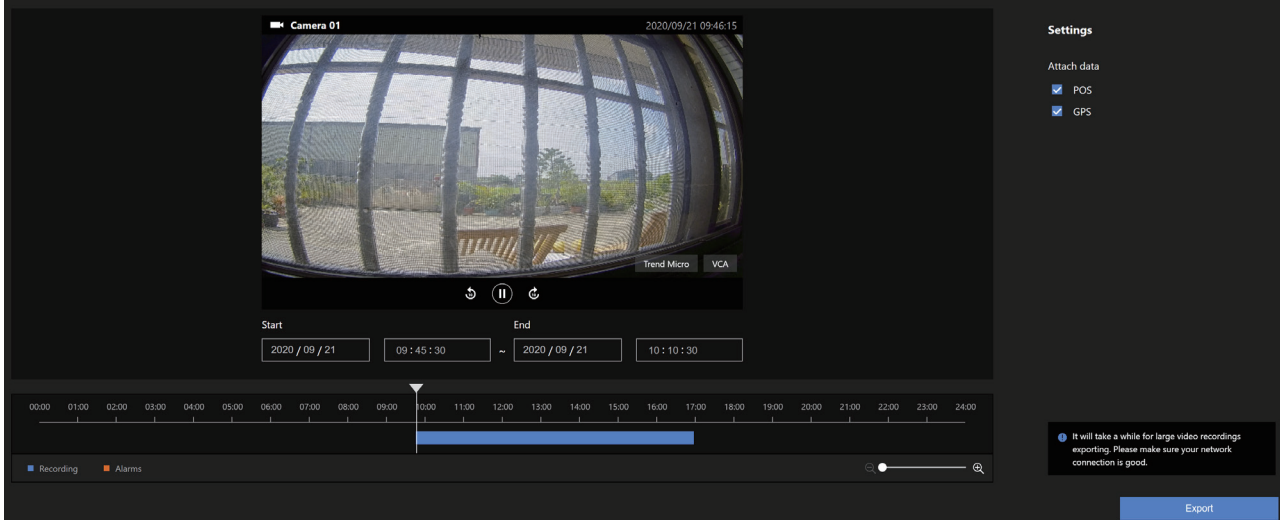 Camera 01
2020/09/21 09:46:15
Trend Micro
VCA
Start
End
2020 / 09 / 21
09 : 45 : 30
~
2020 / 09 / 21
10 : 10 : 30
00:00 01:00 02:00 03:00 04:00 05:00 06:00 07:00 08:00 09:00 10:00 11:00 12:00 13:00 14:00 15:00 16:00 17:00 18:00 19:00 20:00 21:00 22:00 23:00 24:00
Recording
Alarms
Settings
Attach data
POS
GPS
It will take a while for large video recordings
exporting. Please make sure your network
connection is good.
Export